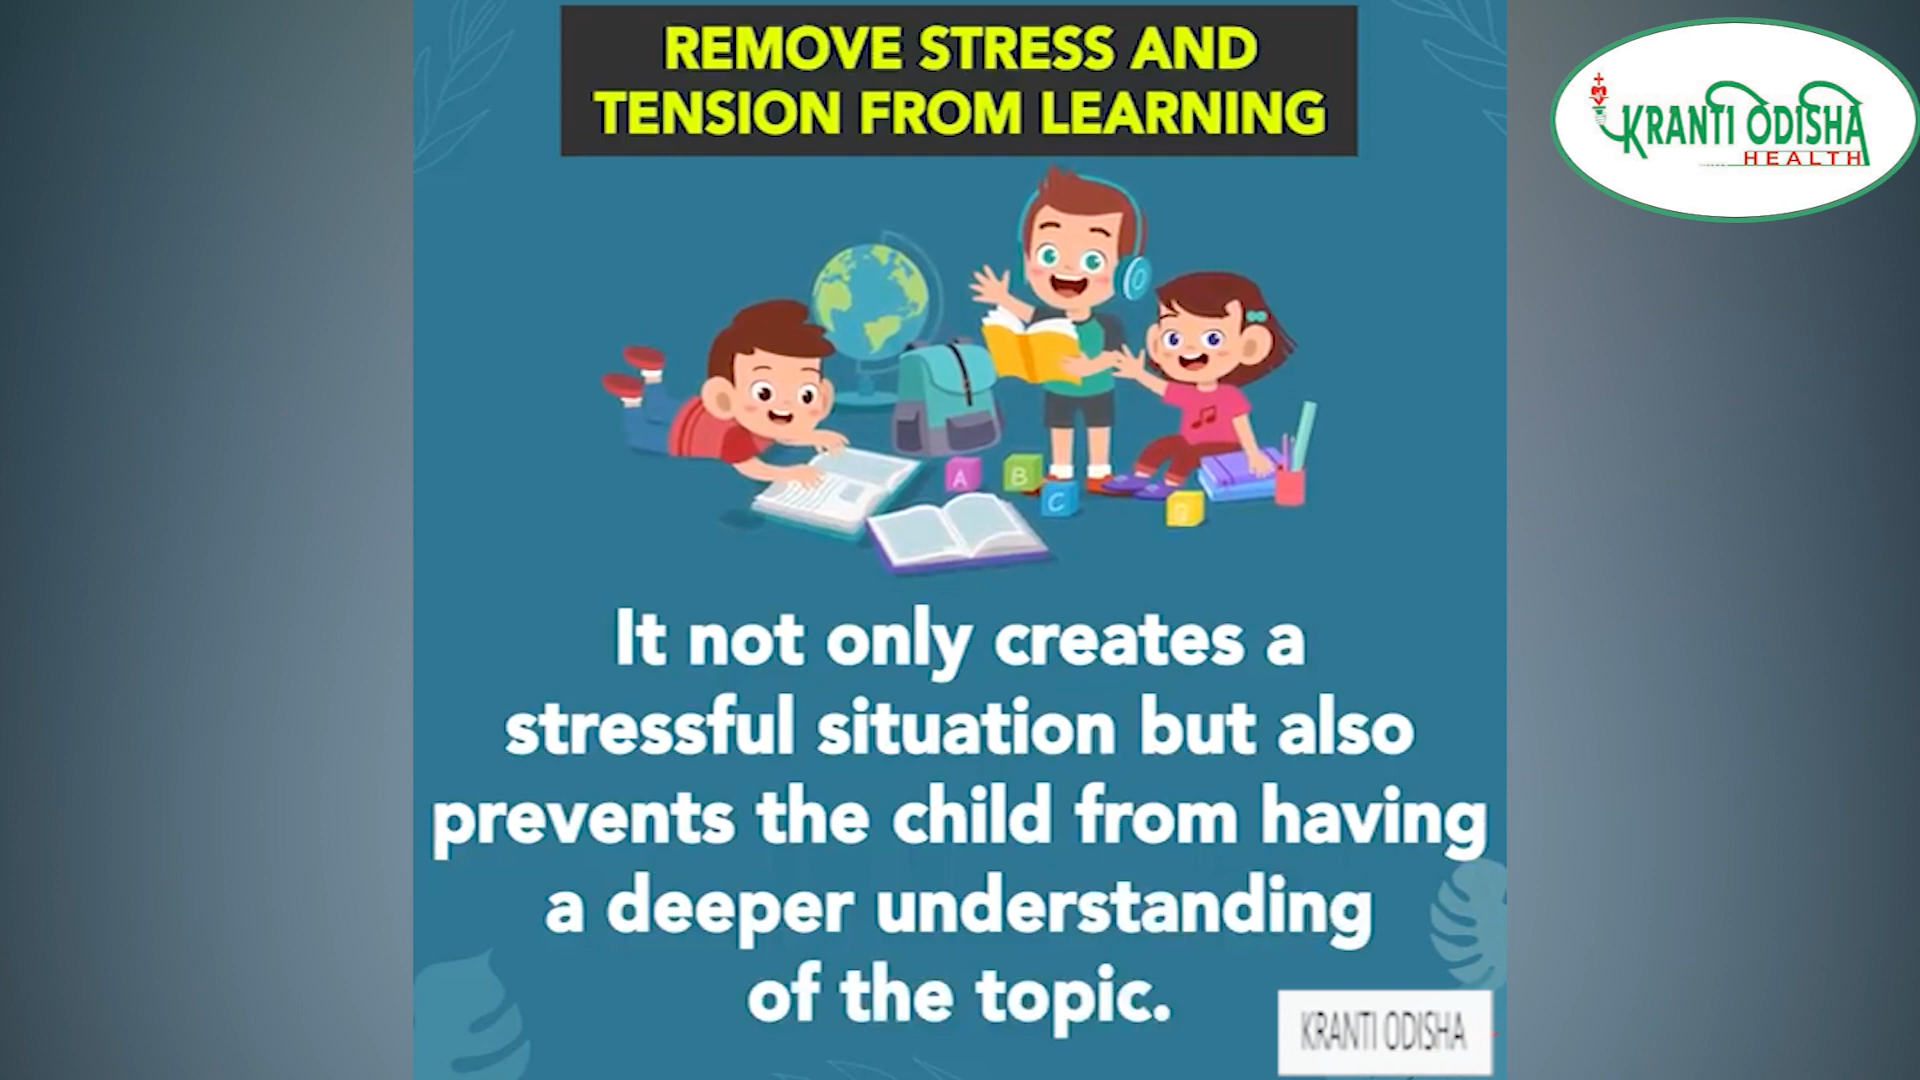 REMOVE STRESS AND
TENSION FROM LEARNING
KRANTI ODISHA
HEALTH
A
B
C
It not only creates a
stressful situation but also
prevents the child from having
a deeper understanding
of the topic.
KRANTI ODISHA